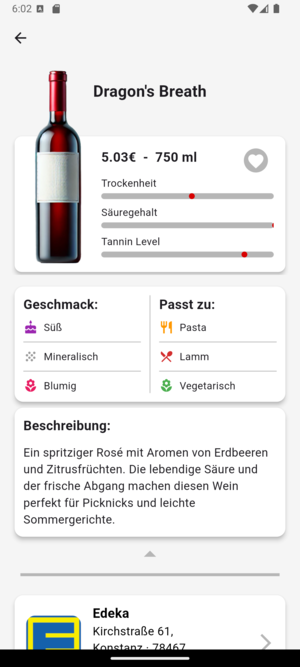 6:02
Dragon's Breath
5.03€ - 750 ml
Trockenheit
Säuregehalt
Tannin Level
Geschmack:
Süß
Mineralisch
Blumig
Passt zu:
Pasta
Lamm
Vegetarisch
Beschreibung:
Ein spritziger Rosé mit Aromen von Erdbeeren
und Zitrusfrüchten. Die lebendige Säure und
der frische Abgang machen diesen Wein
perfekt für Picknicks und leichte
Sommergerichte.
Edeka
Kirchstraße 61,
Konstanz · 78467